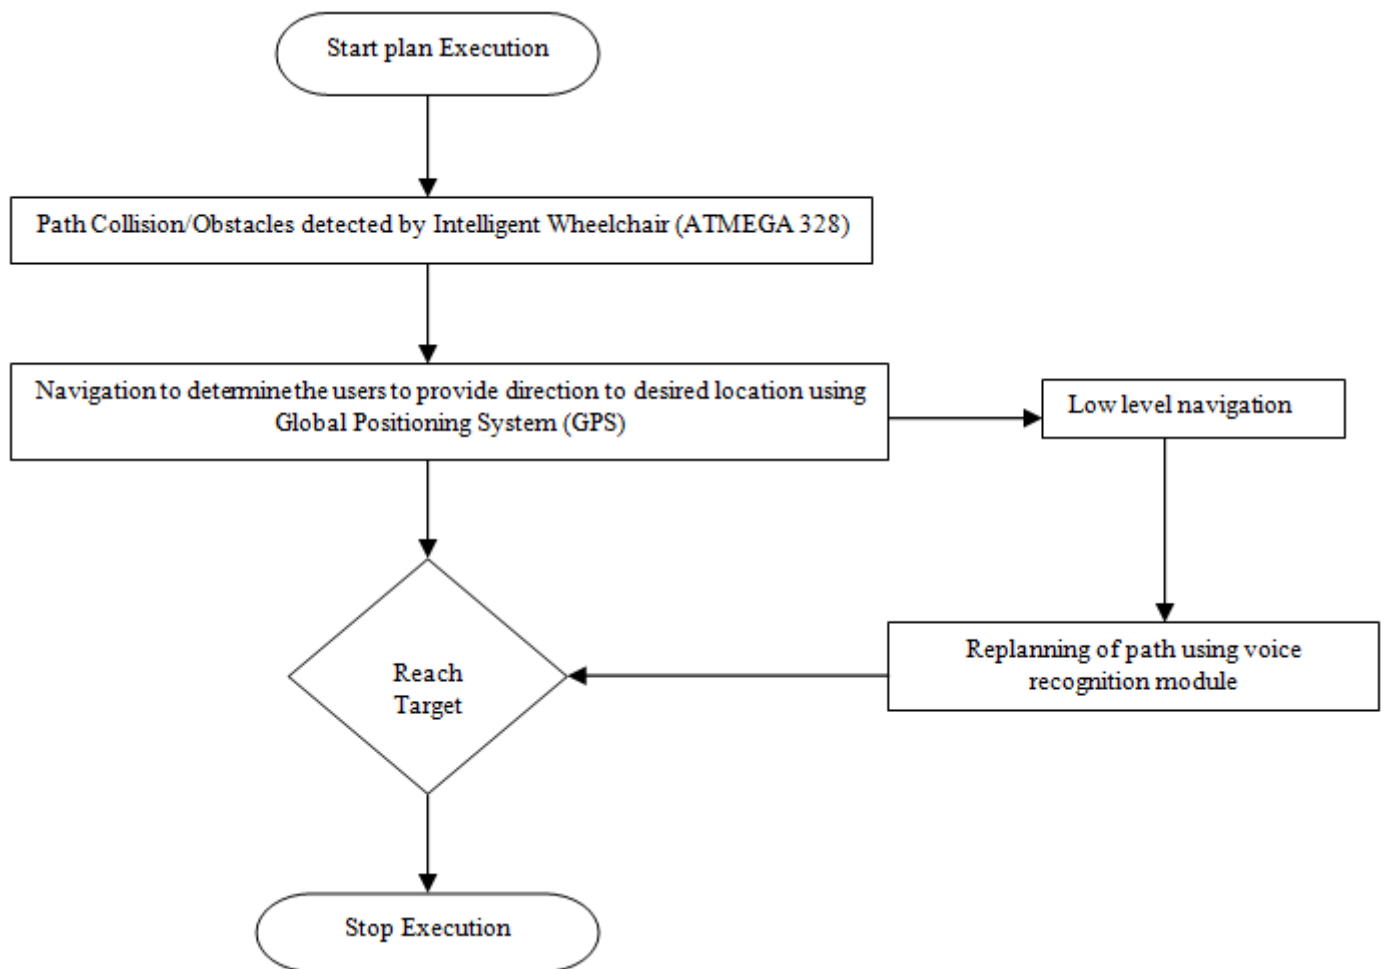 Start plan Execution
Path Collision/Obstacles detected by Intelligent Wheelchair (ATMEGA 328)
Navigation to determine the users to provide direction to desired location using
Global Positioning System (GPS)
Low level navigation
Replanning of path using voice
recognition module
Reach
Target
Stop Execution